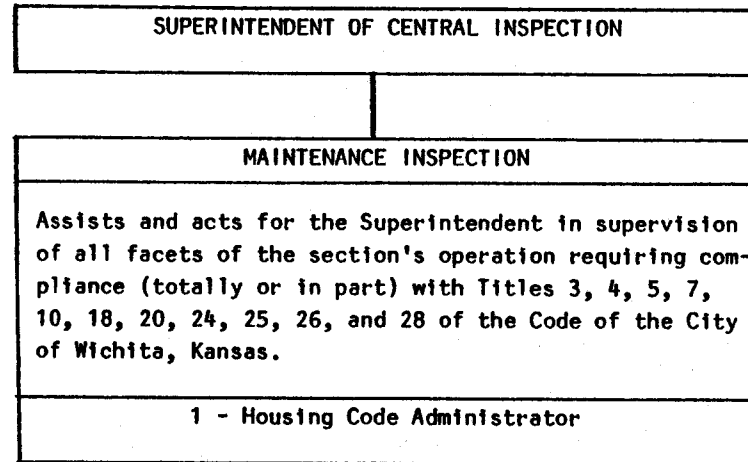 SUPERINTENDENT OF CENTRAL INSPECTION
MAINTENANCE INSPECTION
Assists and acts for the Superintendent in supervision
of all facets of the section's operation requiring com-
pliance (totally or in part) with Titles 3, 4, 5, 7,
10, 18, 20, 24, 25, 26, and 28 of the Code of the City
of Wichita, Kansas.
1 - Housing Code Administrator